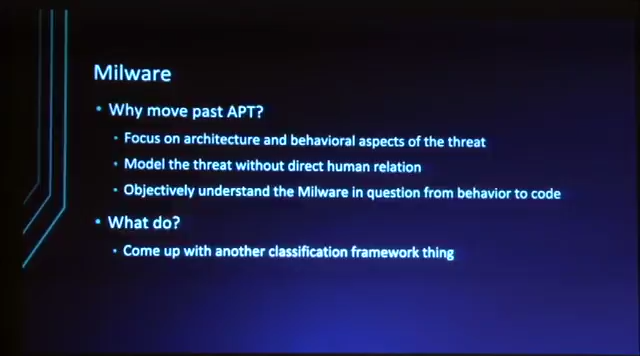 Milware
• Why move past APT?
• Focus on architecture and behavioral aspects of the threat
• Model the threat without direct human relation
• Objectively understand the Milware in question from behavior to code
• What do?
• Come up with another classification framework thing